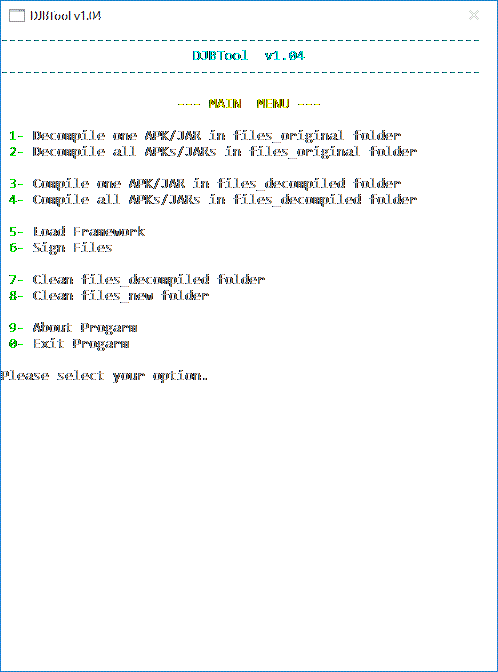 DJBTool v1.04
DJBTool v1.04
---- MAIN MENU ----
1- Decompile one APK/JAR in files_original folder
2- Decompile all APKs/JARs in files_original folder
3- Compile one APK/JAR in files_decompiled folder
4- Compile all APKs/JARs in files_decompiled folder
5- Load Framework
6- Sign Files
7- Clean files_decompiled folder
8- Clean files_new folder
9- About Progarm
0- Exit Progarm
Please select your option.